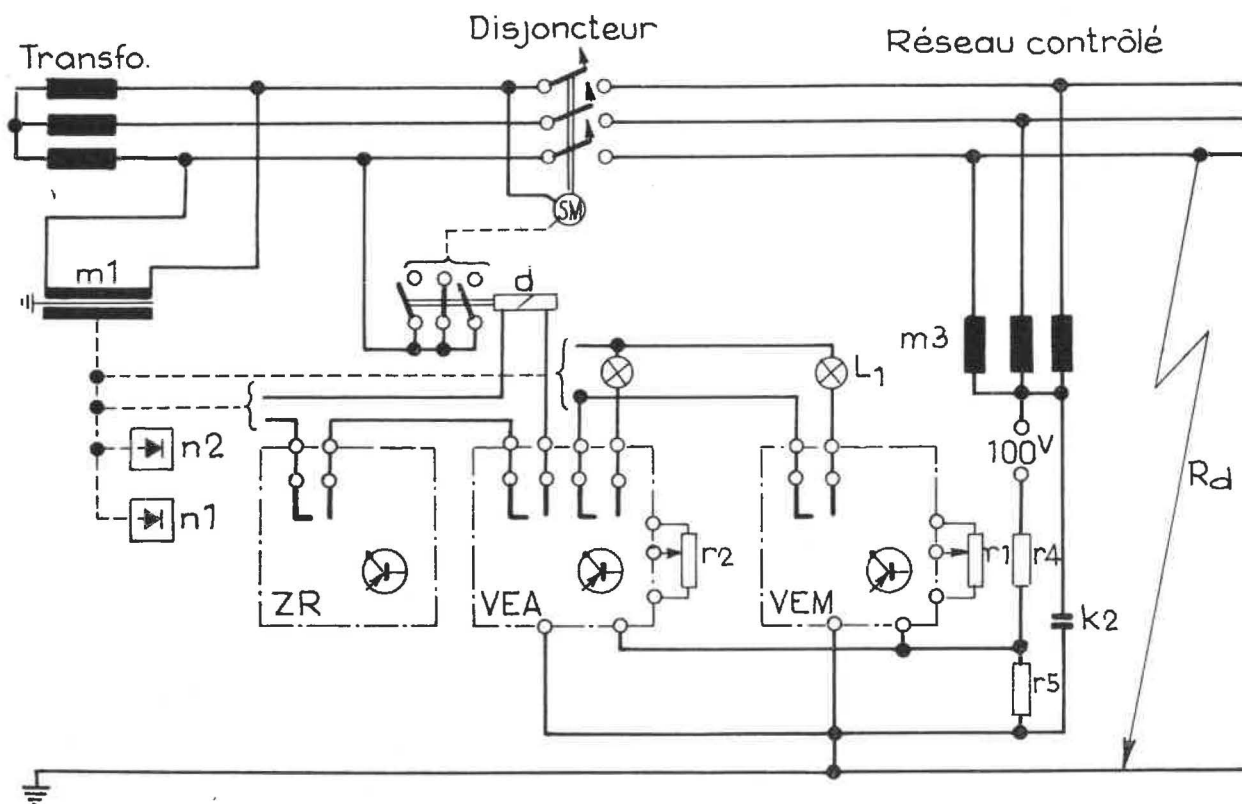 Transfo.
Disjoncteur
Réseau contrôlé
SM
m1
d
m3
L1
100V
Rd
n2
n1
r2
r1
r4
ZR
VEA
VEM
k2
r5